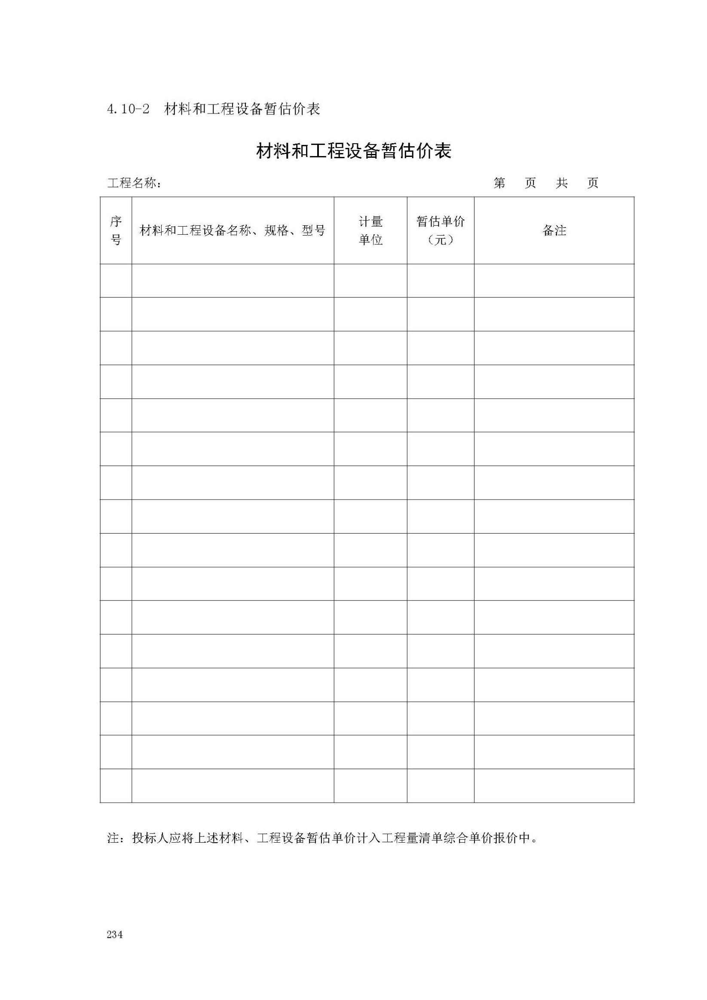 4.10-2 材料和工程设备暂估价表
材料和工程设备暂估价表
工程名称： 第 页 共 页
序号 材料和工程设备名称、规格、型号 计量单位 暂估单价（元） 备注
注：投标人应将上述材料、工程设备暂估单价计入工程量清单综合单价报价中。
234